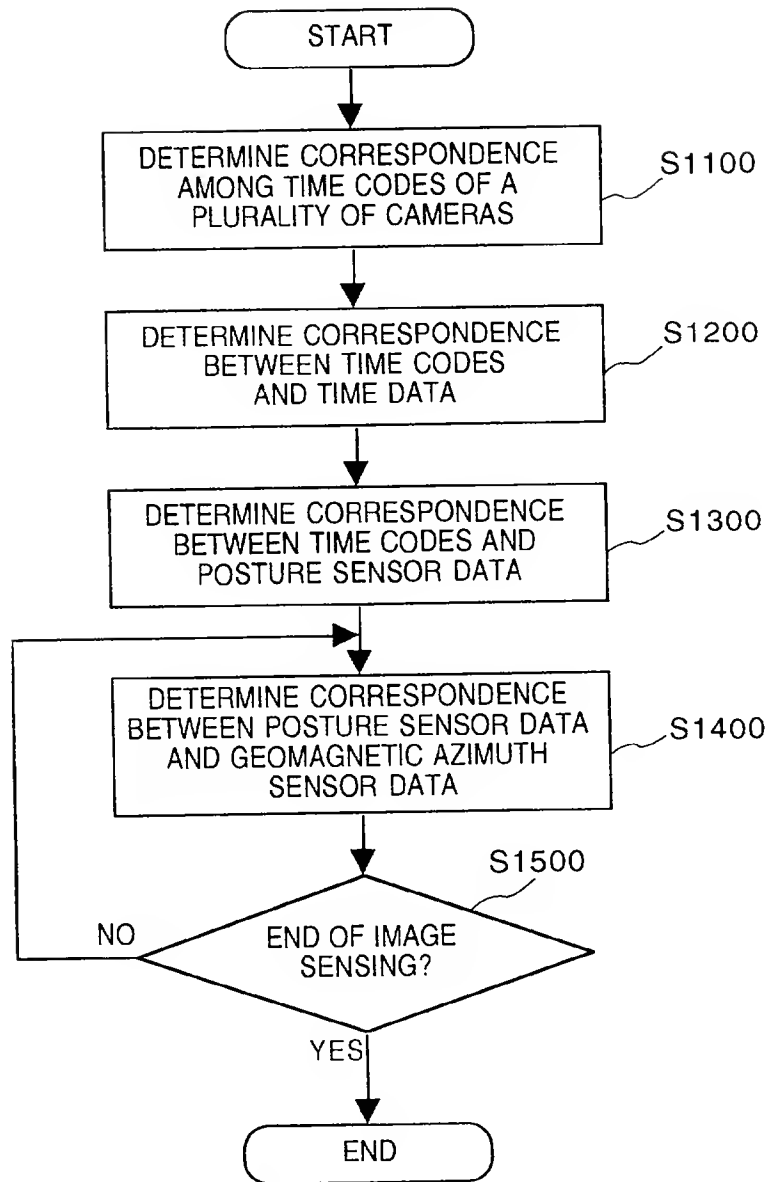 START
DETERMINE CORRESPONDENCE
AMONG TIME CODES OF A
PLURALITY OF CAMERAS
S1100
DETERMINE CORRESPONDENCE
BETWEEN TIME CODES
AND TIME DATA
S1200
DETERMINE CORRESPONDENCE
BETWEEN TIME CODES AND
POSTURE SENSOR DATA
S1300
DETERMINE CORRESPONDENCE
BETWEEN POSTURE SENSOR DATA
AND GEOMAGNETIC AZIMUTH
SENSOR DATA
S1400
S1500
END OF IMAGE
SENSING?
NO
YES
END